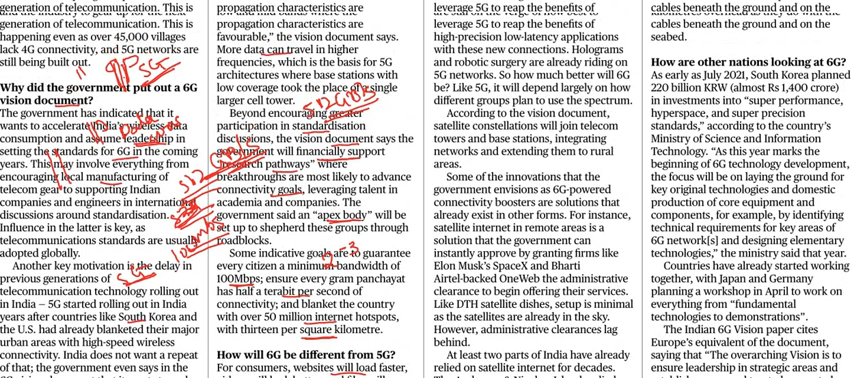 generation of telecommunication. This is
generation of telecommunication. This is
happening even as over 45,000 villages
lack 4G connectivity, and 5G networks are
still being built out.
5G
Why did the government put out a 6G
vision document?
The government has indicated that it
wants to accelerate India's wireless data
consumption and assume leadership in
setting the standards for 6G in the coming
years. This may involve everything from
encouraging local manufacturing of
telecom gear to supporting Indian
companies and engineers in international
discussions around standardisation.
Influence in the latter is key, as
telecommunications standards are usually
adopted globally.
Another key motivation is the delay in
previous generations of
5G
telecommunication technology rolling out
in India – 5G started rolling out in India
years after countries like South Korea and
the U.S. had already blanketed their major
urban areas with high-speed wireless
connectivity. India does not want a repeat
of that; the government even says in the
propagation characteristics are
propagation characteristics are
favourable," the vision document says.
More data can travel in higher
frequencies, which is the basis for 5G
architectures where base stations with
low coverage took the place of a single
larger cell tower.
Beyond encouraging greater
participation in standardisation
discussions, the vision document says the
government will financially support
"research pathways" where
breakthroughs are most likely to advance
connectivity goals, leveraging talent in
academia and companies. The
government said an "apex body" will be
set up to shepherd these groups through
roadblocks.
100mbps
Some indicative goals are to guarantee
every citizen a minimum bandwidth of
100Mbps; ensure every gram panchayat
has half a terabit per second of
connectivity; and blanket the country
with over 50 million internet hotspots,
with thirteen per square kilometre.
How will 6G be different from 5G?
For consumers, websites will load faster,
leverage 5G to reap the benefits of
leverage 5G to reap the benefits of
high-precision low-latency applications
with these new connections. Holograms
and robotic surgery are already riding on
5G networks. So how much better will 6G
be? Like 5G, it will depend largely on how
different groups plan to use the spectrum.
According to the vision document,
satellite constellations will join telecom
towers and base stations, integrating
networks and extending them to rural
areas.
Some of the innovations that the
government envisions as 6G-powered
connectivity boosters are solutions that
already exist in other forms. For instance,
satellite internet in remote areas is a
solution that the government can
instantly approve by granting firms like
Elon Musk's SpaceX and Bharti
Airtel-backed OneWeb the administrative
clearance to begin offering their services.
Like DTH satellite dishes, setup is minimal
as the satellites are already in the sky.
However, administrative clearances lag
behind.
At least two parts of India have already
relied on satellite internet for decades.
cables beneath the ground and on the
cables beneath the ground and on the
seabed.
How are other nations looking at 6G?
As early as July 2021, South Korea planned
220 billion KRW (almost Rs 1,400 crore)
in investments into "super performance,
hyperspace, and super precision
standards," according to the country's
Ministry of Science and Information
Technology. "As this year marks the
beginning of 6G technology development,
the focus will be on laying the ground for
key original technologies and domestic
production of core equipment and
components, for example, by identifying
technical requirements for key areas of
6G network[s] and designing elementary
technologies," the ministry said that year.
Countries have already started working
together, with Japan and Germany
planning a workshop in April to work on
everything from "fundamental
technologies to demonstrations".
The Indian 6G Vision paper cites
Europe's equivalent of the document,
saying that "The overarching Vision is to
ensure leadership in strategic areas and